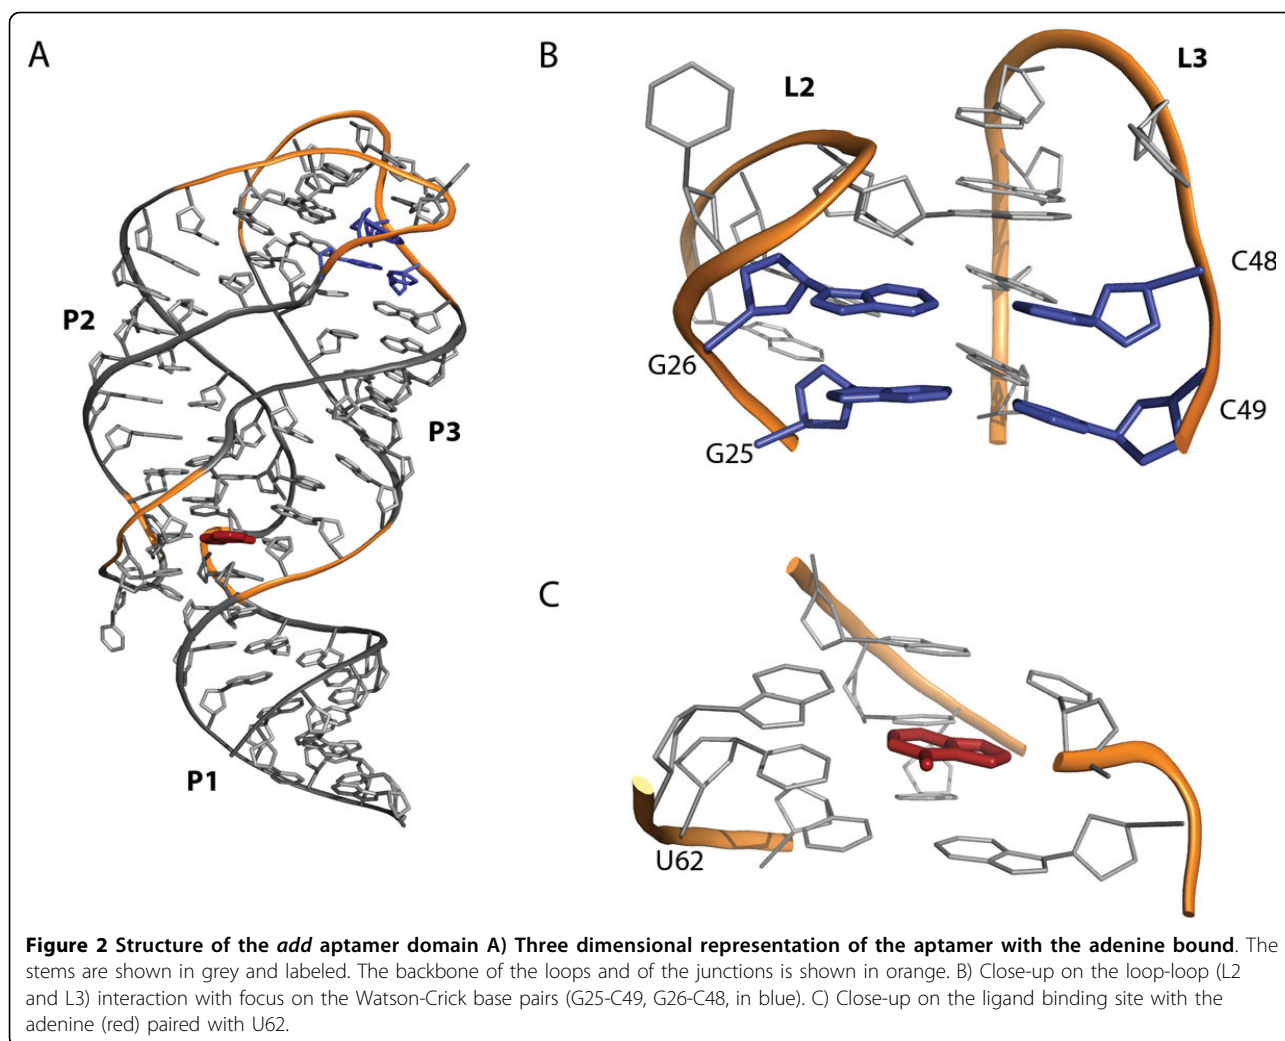 A
B
L2
L3
C48
P2
G26
P3
C49
G25
C
P1
U62
Figure 2 Structure of the add aptamer domain A) Three dimensional representation of the aptamer with the adenine bound. The
stems are shown in grey and labeled. The backbone of the loops and of the junctions is shown in orange. B) Close-up on the loop-loop (L2
and L3) interaction with focus on the Watson-Crick base pairs (G25-C49, G26-C48, in blue). C) Close-up on the ligand binding site with the
adenine (red) paired with U62.